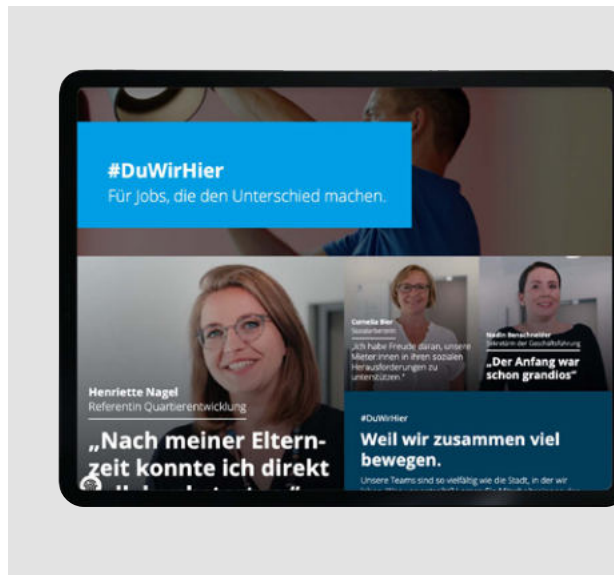 #DuWirHier
Für Jobs, die den Unterschied machen.
Henriette Nagel
Referentin Quartierentwicklung
„Nach meiner Eltern-
zeit konnte ich direkt
Cornelia Bier
Sozialarbeiterin
„Ich habe Freude daran, unsere
Mieter:innen in ihren sozialen
Herausforderungen zu
unterstützen."
Nadin Benschneider
Sekretärin der Geschäftsführung
„Der Anfang war
schon grandios“
#DuWirHier
Weil wir zusammen viel
bewegen.
Unsere Teams sind so vielfältig wie die Stadt, in der wir